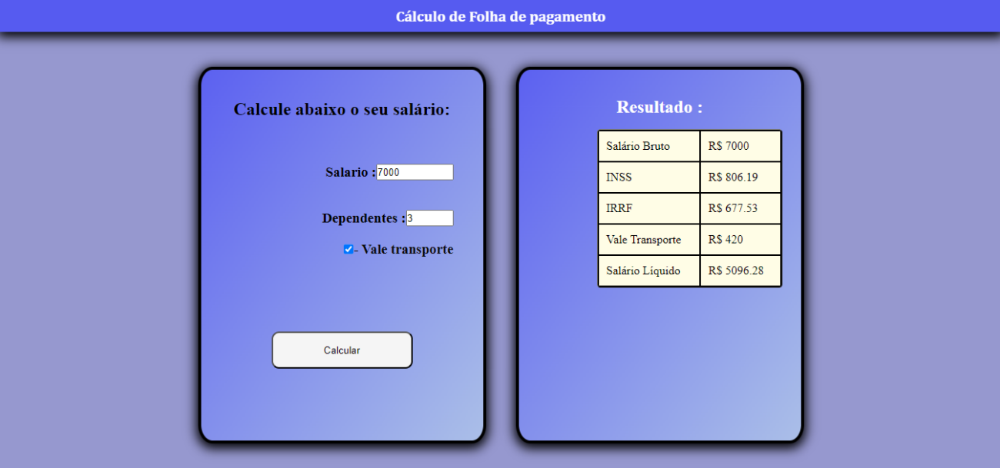 Cálculo de Folha de pagamento
Calcule abaixo o seu salário:
Salario :7000
Dependentes :3
- Vale transporte
Calcular
Resultado :
Salário Bruto R$ 7000
INSS R$ 806.19
IRRF R$ 677.53
Vale Transporte R$ 420
Salário Líquido R$ 5096.28